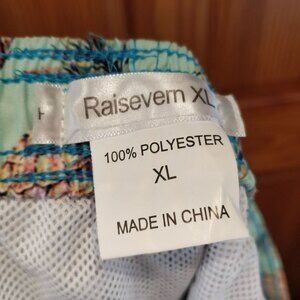 Raisevern XL
100% POLYESTER
XL
MADE IN CHINA